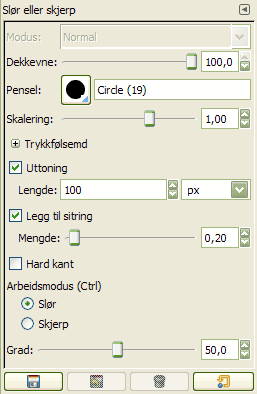 Slør eller skjerp
Modus: Normal
Dekkevne: 100,0
Pensel: Circle (19)
Skalering: 1,00
Trykkfølsemd
Uttoning
Lengde: 100 px
Legg til sitring
Mengde: 0,20
Hard kant
Arbeidsmodus (Ctrl)
Slør
Skjerp
Grad: 50,0